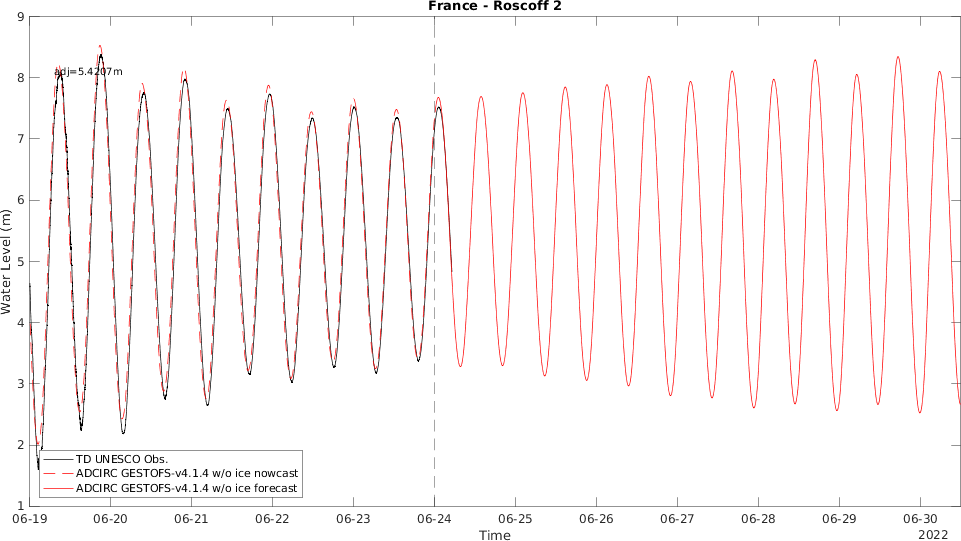 France - Roscoff 2
9
8
7
6
5
4
3
2
1
Water Level (m)
adj=5.4207m
TD UNESCO Obs.
ADCIRC GESTOFS-v4.1.4 w/o ice nowcast
ADCIRC GESTOFS-v4.1.4 w/o ice forecast
06-19 06-20 06-21 06-22 06-23 06-24 06-25 06-26 06-27 06-28 06-29 06-30
Time
2022